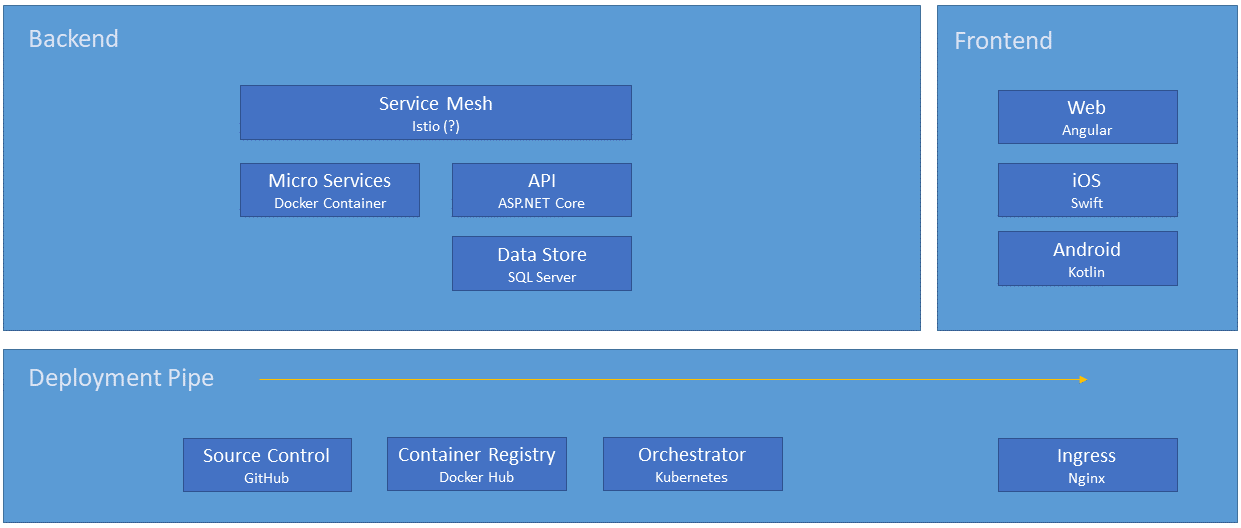 Backend
Service Mesh
Istio (?)
Micro Services
Docker Container
API
ASP.NET Core
Data Store
SQL Server
Frontend
Web
Angular
iOS
Swift
Android
Kotlin
Deployment Pipe
Source Control
GitHub
Container Registry
Docker Hub
Orchestrator
Kubernetes
Ingress
Nginx